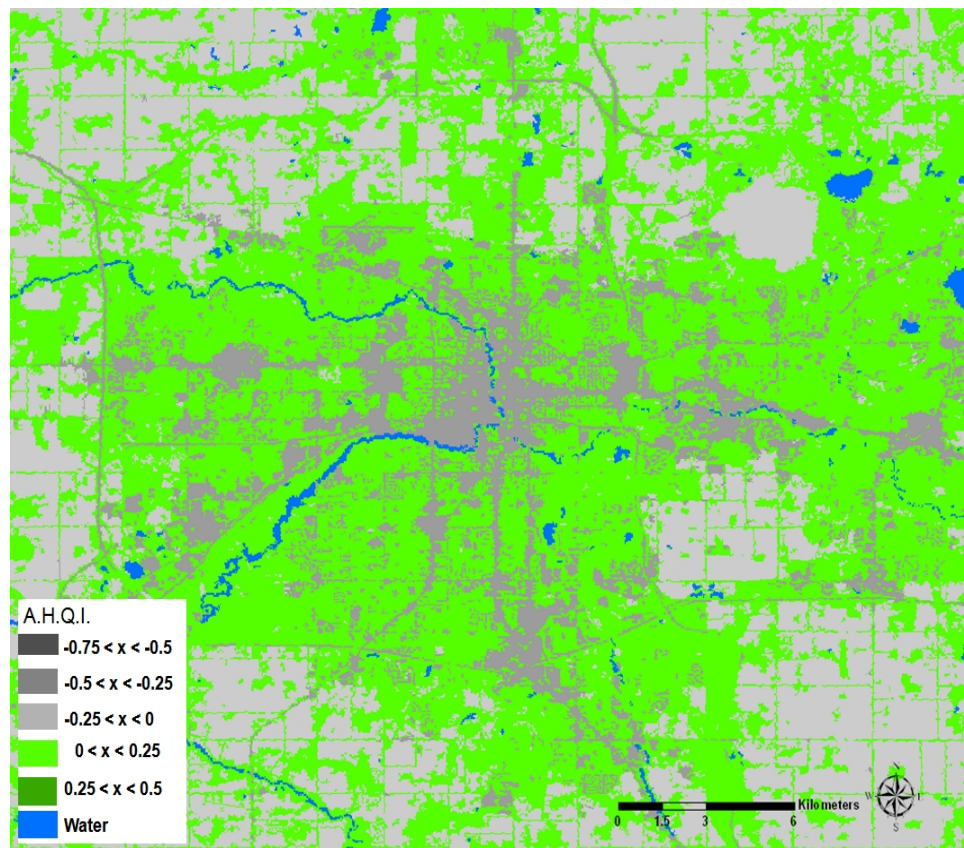 A.H.Q.I.
-0.75 < x < -0.5
-0.5 < x < -0.25
-0.25 < x < 0
0 < x < 0.25
0.25 < x < 0.5
Water
N
W
S
Kilometers
0 1.5 3 6